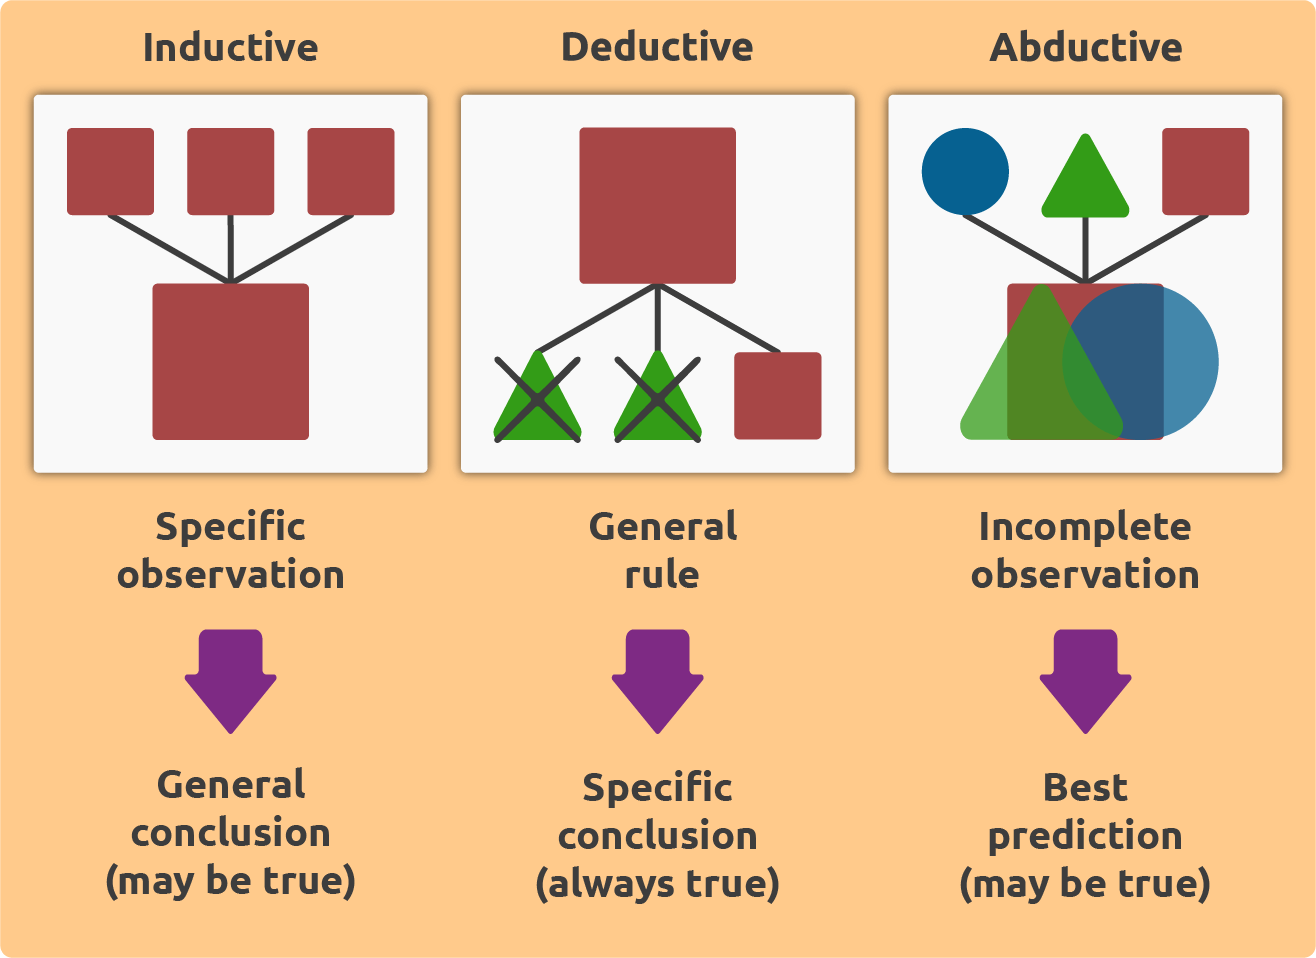 Inductive
Deductive
Abductive
Specific
observation
General
rule
Incomplete
observation
General
conclusion
(may be true)
Specific
conclusion
(always true)
Best
prediction
(may be true)